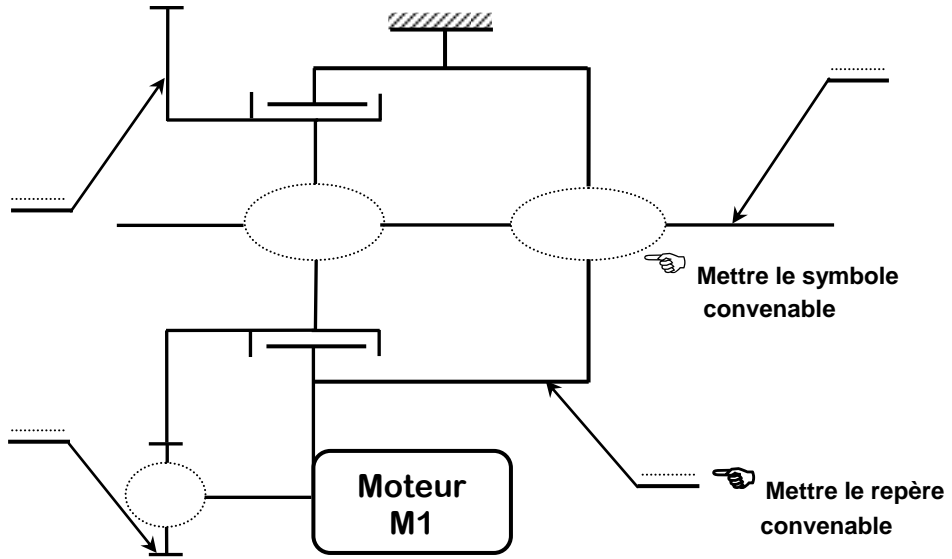 Mettre le symbole
convenable
Moteur
M1
Mettre le repère
convenable